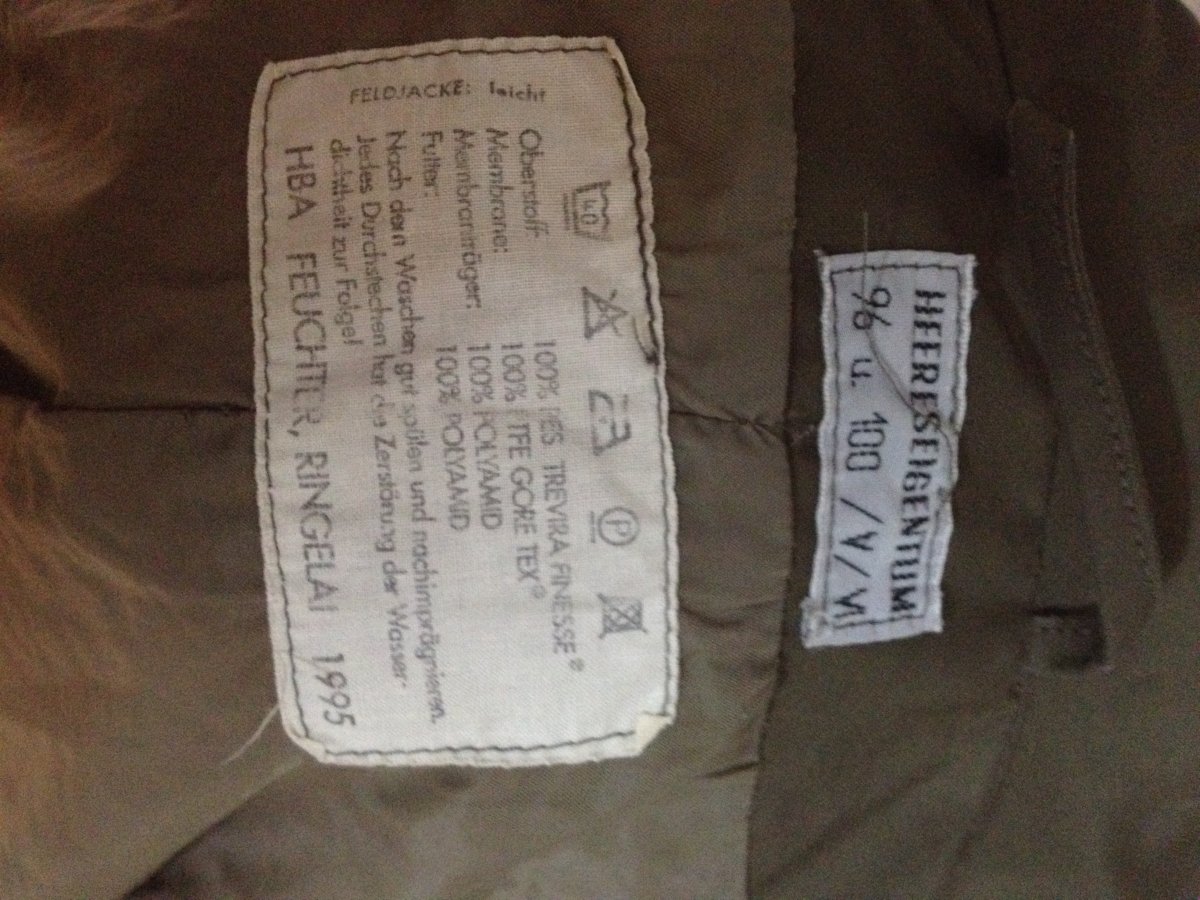 HEERESEIGENTUM
96 u. 100 /V/VI
FELDJACKE: leicht
40 P
Oberstoff: 100% PES TREVIRA FINESSE®
Membrane: 100% PTFE GORE TEX®
Membranträger: 100% POLYAMID
Futter: 100% POLYAMID
Nach dem Waschen gut spülen und nachimprägnieren.
Jedes Durchstechen hat die Zerstörung der Wasser-
dichtheit zur Folge!
HBA FEUCHTER, RINGELAI 1995